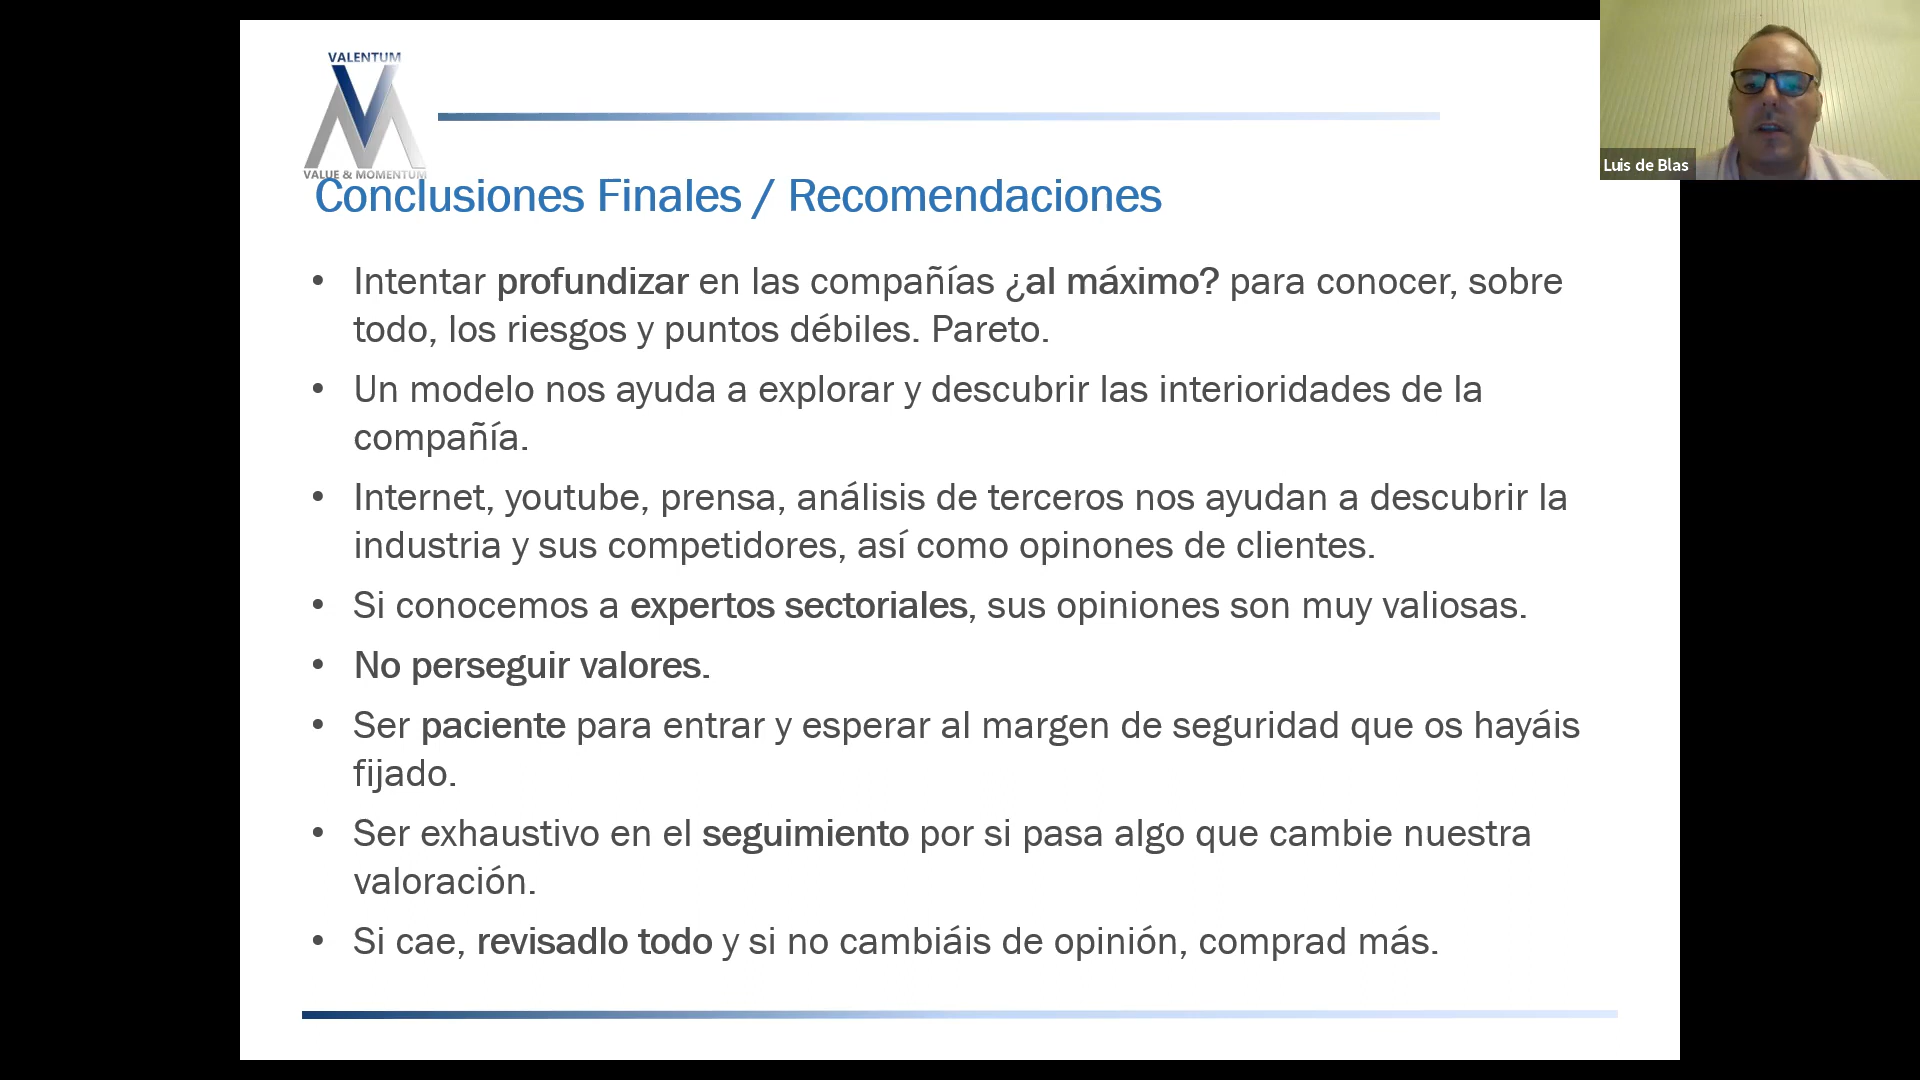 VALENTUM
VALUE & MOMENTUM
Luis de Blas
Conclusiones Finales / Recomendaciones
• Intentar profundizar en las compañías ¿al máximo? para conocer, sobre
todo, los riesgos y puntos débiles. Pareto.
• Un modelo nos ayuda a explorar y descubrir las interioridades de la
compañía.
• Internet, youtube, prensa, análisis de terceros nos ayudan a descubrir la
industria y sus competidores, así como opinones de clientes.
• Si conocemos a expertos sectoriales, sus opiniones son muy valiosas.
• No perseguir valores.
• Ser paciente para entrar y esperar al margen de seguridad que os hayáis
fijado.
• Ser exhaustivo en el seguimiento por si pasa algo que cambie nuestra
valoración.
• Si cae, revisadlo todo y si no cambiáis de opinión, comprad más.